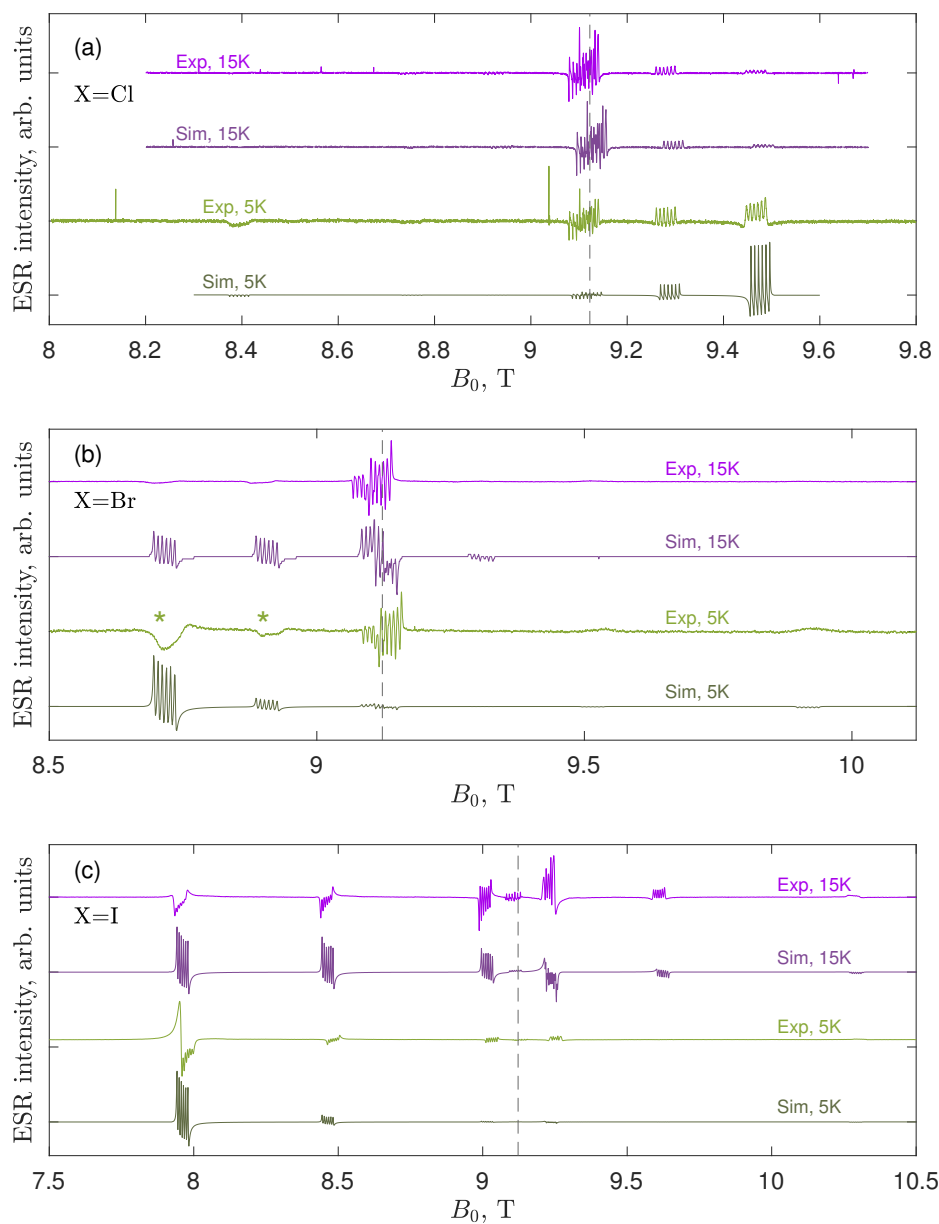 (a)
X=Cl
Exp, 15K
Sim, 15K
Exp, 5K
Sim, 5K
ESR intensity, arb. units
8 8.2 8.4 8.6 8.8 9 9.2 9.4 9.6 9.8
B0, T
(b)
X=Br
Exp, 15K
Sim, 15K
* *
Exp, 5K
Sim, 5K
ESR intensity, arb. units
8.5 9 9.5 10
B0, T
(c)
X=I
Exp, 15K
Sim, 15K
Exp, 5K
Sim, 5K
ESR intensity, arb. units
7.5 8 8.5 9 9.5 10 10.5
B0, T